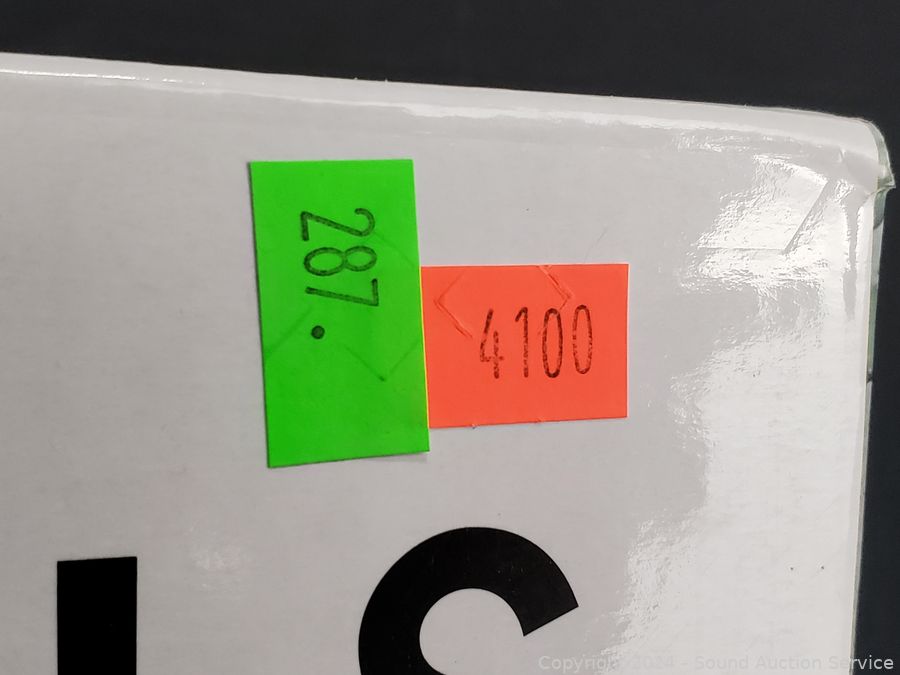 287.
4100
S
Copyright 2024 - Sound Auction Service